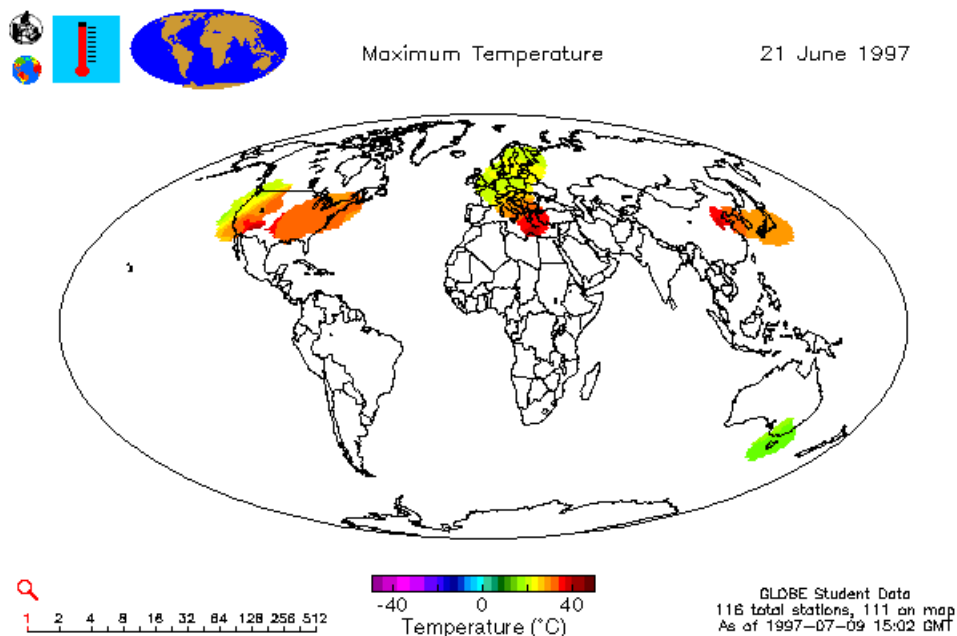 Maximum Temperature
21 June 1997
1 2 4 8 16 32 64 128 256 512
-40 0 40
Temperature (°C)
GLOBE Student Data
116 total stations, 111 on map
As of 1997-07-09 15:02 GMT